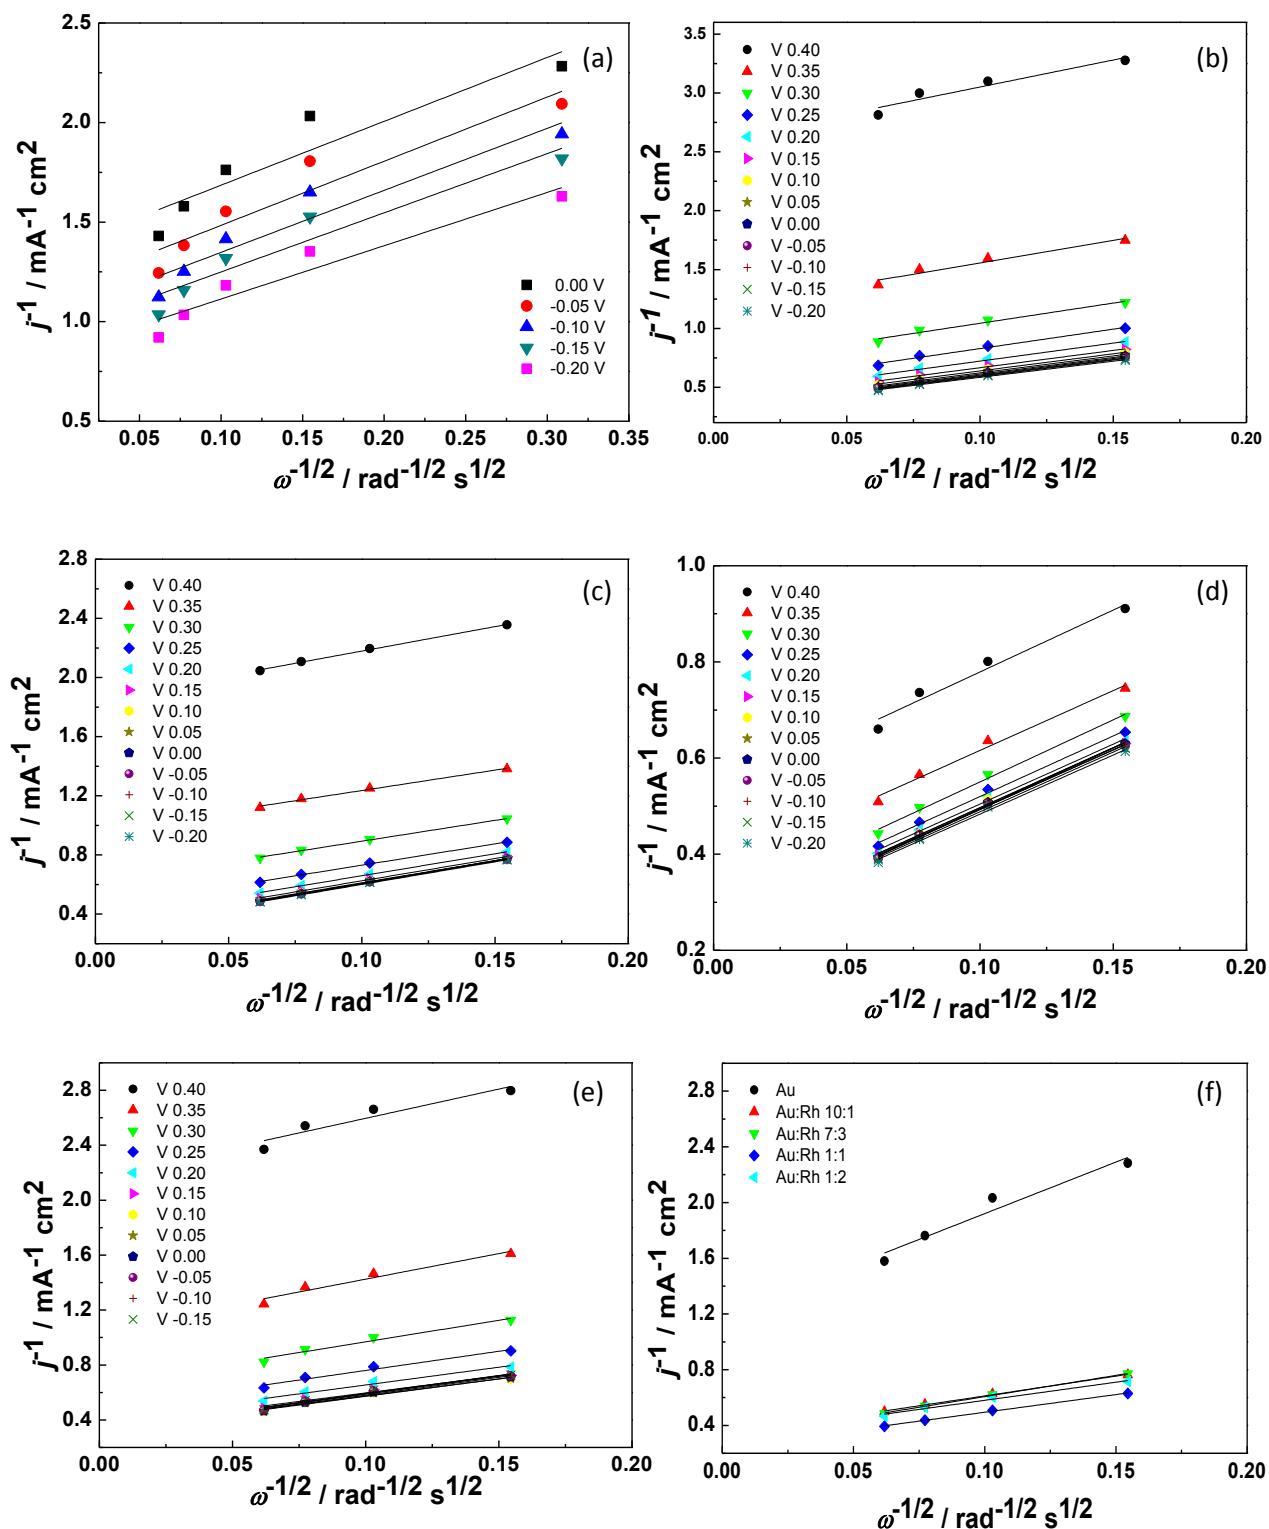 (a)
2.5
2.0
1.5
1.0
0.5
j-1 / mA-1 cm2
0.00 V
-0.05 V
-0.10 V
-0.15 V
-0.20 V
0.05 0.10 0.15 0.20 0.25 0.30 0.35
ω-1/2 / rad-1/2 s1/2
(b)
3.5
3.0
2.5
2.0
1.5
1.0
0.5
j-1 / mA-1 cm2
V 0.40
V 0.35
V 0.30
V 0.25
V 0.20
V 0.15
V 0.10
V 0.05
V 0.00
V -0.05
V -0.10
V -0.15
V -0.20
0.00 0.05 0.10 0.15 0.20
ω-1/2 / rad-1/2 s1/2
(c)
2.8
2.4
2.0
1.6
1.2
0.8
0.4
j-1 / mA-1 cm2
V 0.40
V 0.35
V 0.30
V 0.25
V 0.20
V 0.15
V 0.10
V 0.05
V 0.00
V -0.05
V -0.10
V -0.15
V -0.20
0.00 0.05 0.10 0.15 0.20
ω-1/2 / rad-1/2 s1/2
(d)
1.0
0.8
0.6
0.4
0.2
j-1 / mA-1 cm2
V 0.40
V 0.35
V 0.30
V 0.25
V 0.20
V 0.15
V 0.10
V 0.05
V 0.00
V -0.05
V -0.10
V -0.15
V -0.20
0.00 0.05 0.10 0.15 0.20
ω-1/2 / rad-1/2 s1/2
(e)
2.8
2.4
2.0
1.6
1.2
0.8
0.4
j-1 / mA-1 cm2
V 0.40
V 0.35
V 0.30
V 0.25
V 0.20
V 0.15
V 0.10
V 0.05
V 0.00
V -0.05
V -0.10
V -0.15
0.00 0.05 0.10 0.15 0.20
ω-1/2 / rad-1/2 s1/2
(f)
2.8
2.4
2.0
1.6
1.2
0.8
0.4
j-1 / mA-1 cm2
Au
Au:Rh 10:1
Au:Rh 7:3
Au:Rh 1:1
Au:Rh 1:2
0.00 0.05 0.10 0.15 0.20
ω-1/2 / rad-1/2 s1/2